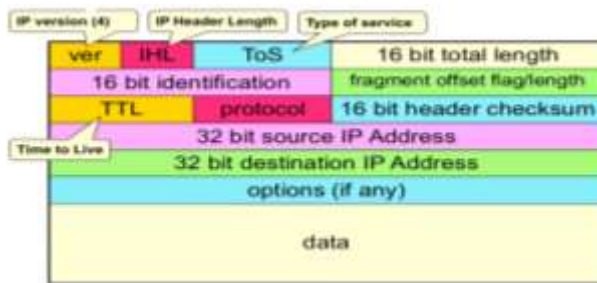 IP version (4) IP Header Length Type of service
ver IHL ToS 16 bit total length
16 bit identification fragment offset flag/length
TTL protocol 16 bit header checksum
Time to Live
32 bit source IP Address
32 bit destination IP Address
options (if any)
data